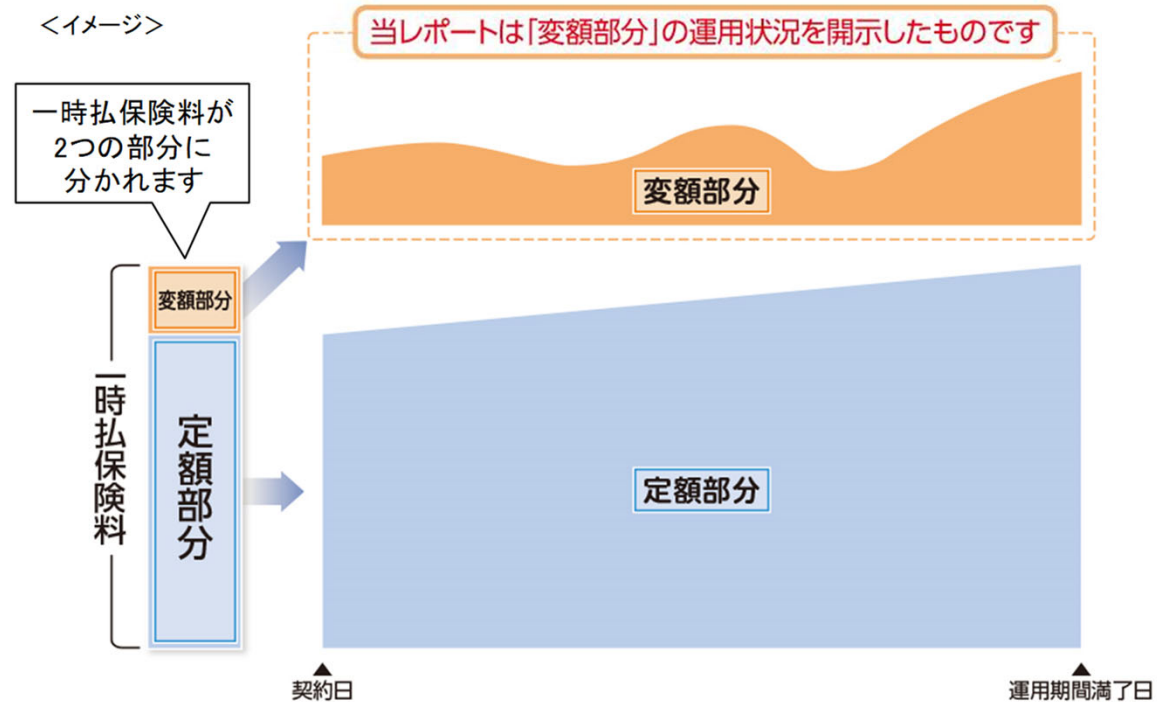 ＜イメージ＞
当レポートは「変額部分」の運用状況を開示したものです
一時払保険料が
2つの部分に
分かれます
変額部分
変額部分
一時払保険料
定額部分
定額部分
▲
契約日
▲
運用期間満了日